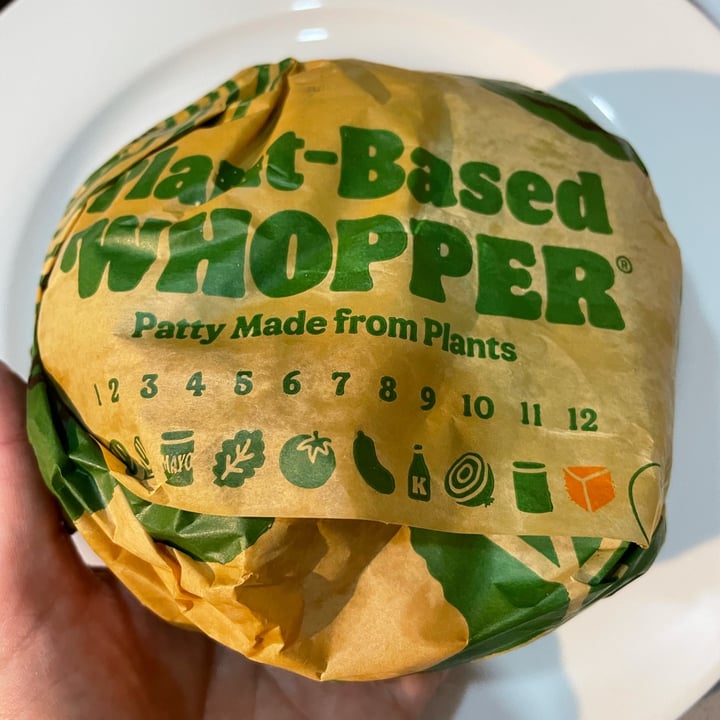 Plant-Based
WHOPPER®
Patty Made from Plants
1 2 3 4 5 6 7 8 9 10 11 12
MAYO K